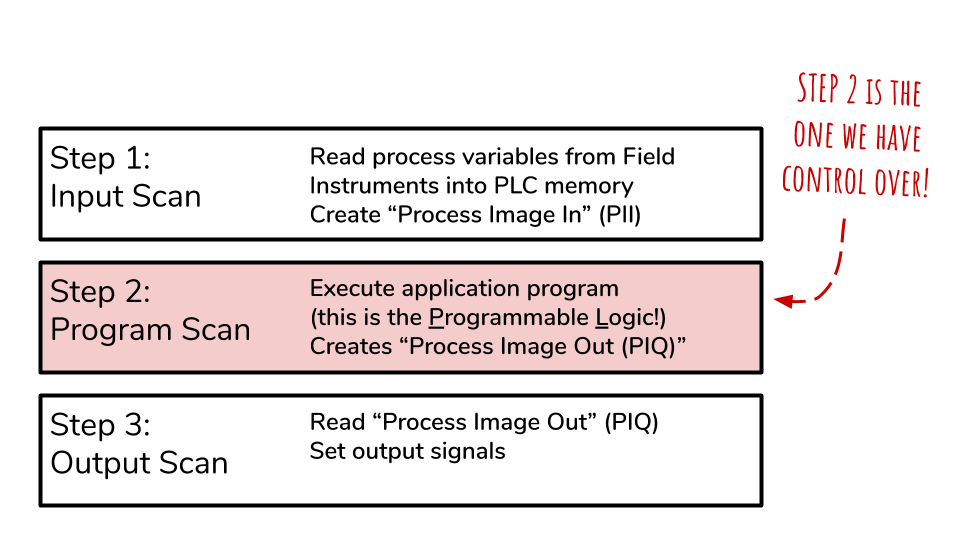 STEP 2 IS THE
ONE WE HAVE
CONTROL OVER!
Step 1:
Input Scan
Read process variables from Field
Instruments into PLC memory
Create “Process Image In” (PII)
Step 2:
Program Scan
Execute application program
(this is the Programmable Logic!)
Creates “Process Image Out (PIQ)”
Step 3:
Output Scan
Read “Process Image Out” (PIQ)
Set output signals